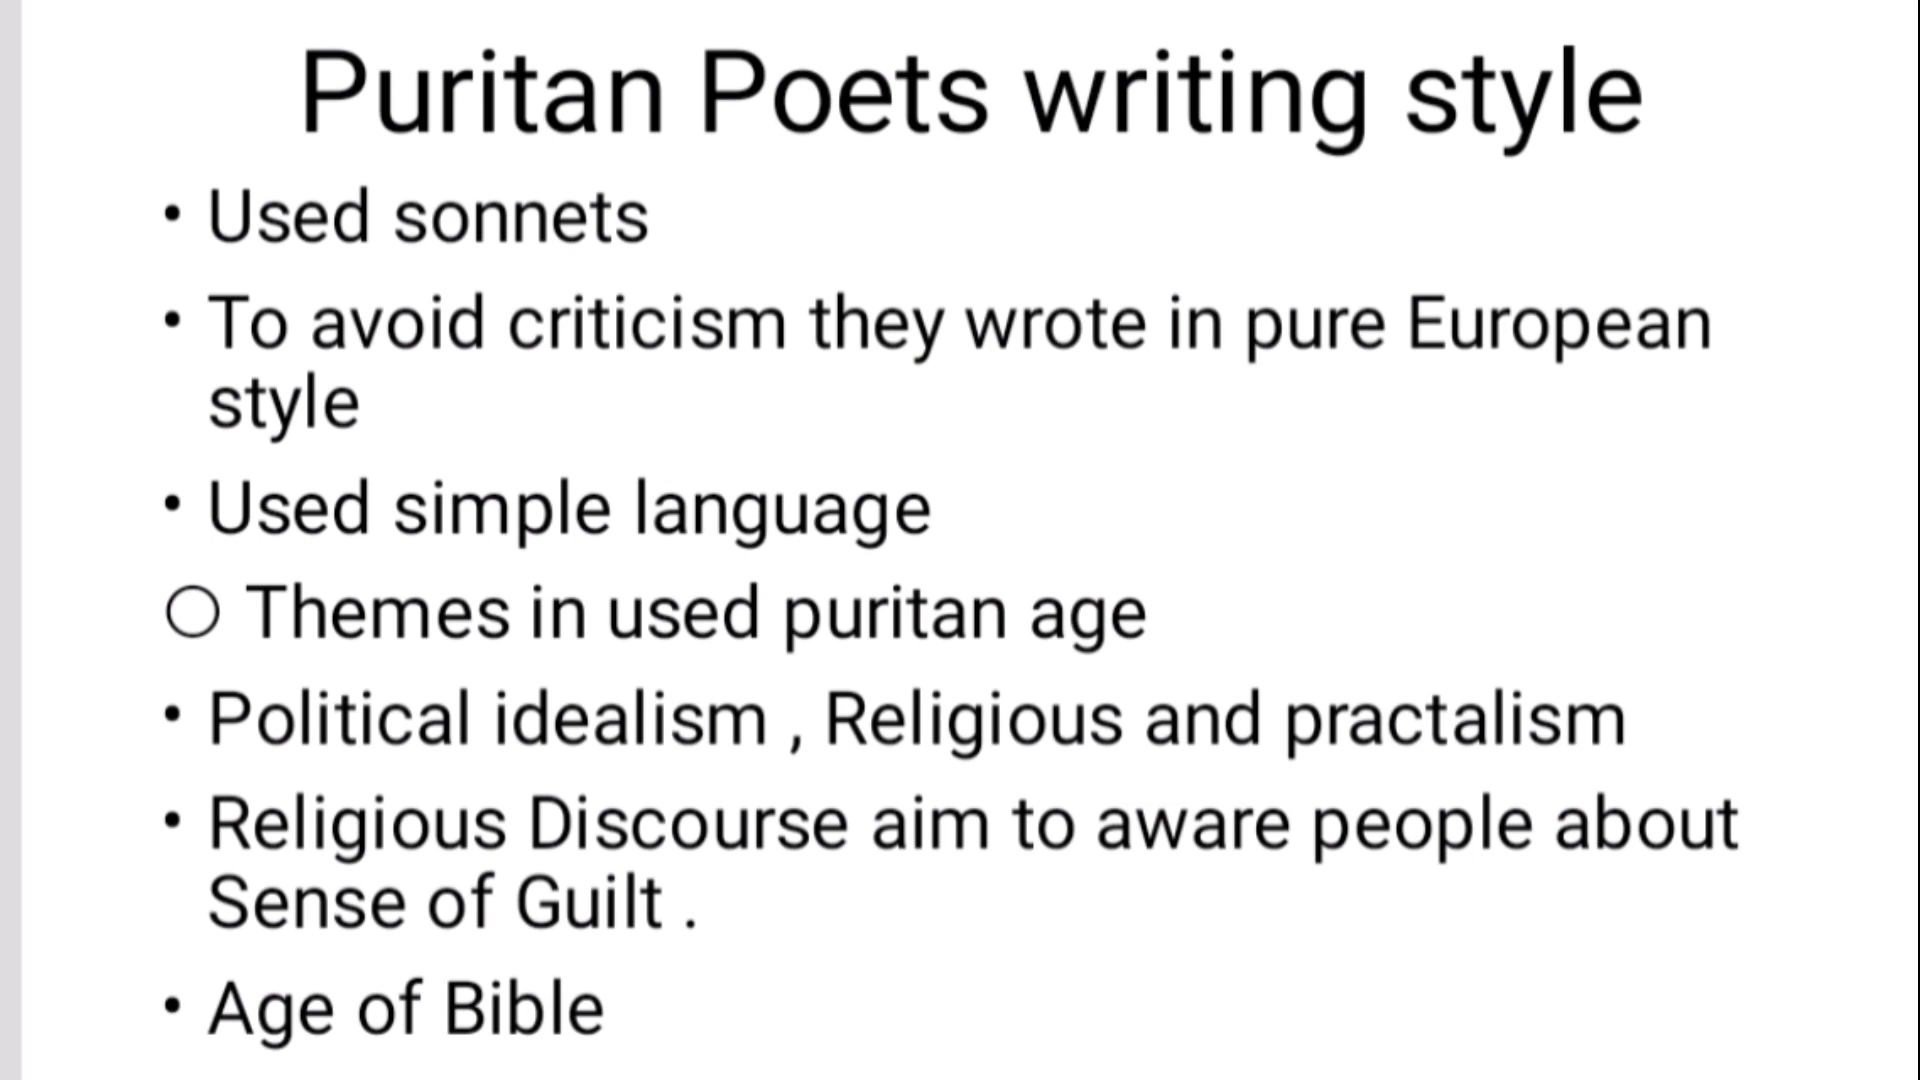 Puritan Poets writing style
• Used sonnets
• To avoid criticism they wrote in pure European
style
• Used simple language
○ Themes in used puritan age
• Political idealism , Religious and practalism
• Religious Discourse aim to aware people about
Sense of Guilt .
• Age of Bible